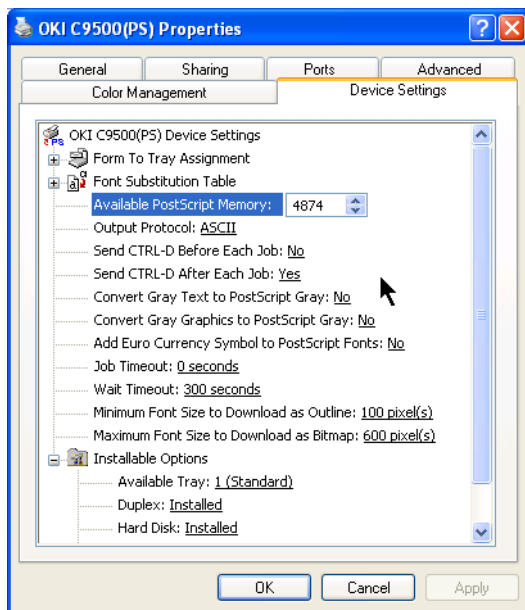 OKI C9500(PS) Properties
General Sharing Ports Advanced
Color Management Device Settings
OKI C9500(PS) Device Settings
Form To Tray Assignment
Font Substitution Table
Available PostScript Memory: 4874
Output Protocol: ASCII
Send CTRL-D Before Each Job: No
Send CTRL-D After Each Job: Yes
Convert Gray Text to PostScript Gray: No
Convert Gray Graphics to PostScript Gray: No
Add Euro Currency Symbol to PostScript Fonts: No
Job Timeout: 0 seconds
Wait Timeout: 300 seconds
Minimum Font Size to Download as Outline: 100 pixel(s)
Maximum Font Size to Download as Bitmap: 600 pixel(s)
Installable Options
Available Tray: 1 (Standard)
Duplex: Installed
Hard Disk: Installed
OK Cancel Apply